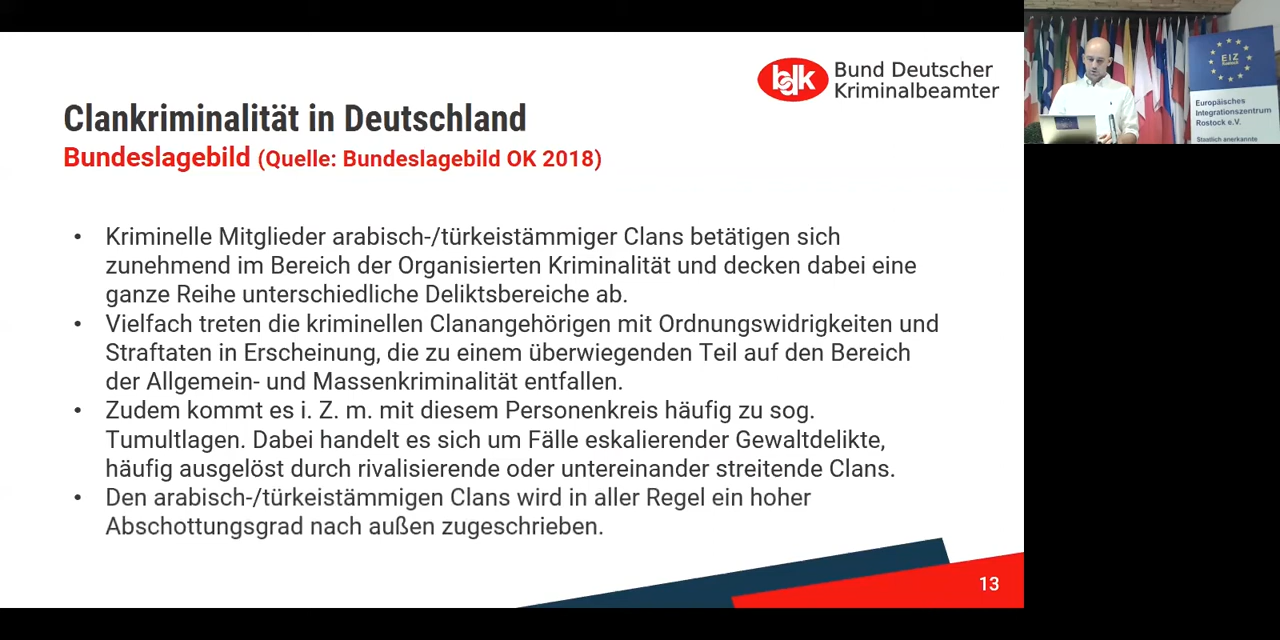 bdk Bund Deutscher
Kriminalbeamter
Clankriminalität in Deutschland
Bundeslagebild (Quelle: Bundeslagebild OK 2018)
• Kriminelle Mitglieder arabisch-/türkeistämmiger Clans betätigen sich
zunehmend im Bereich der Organisierten Kriminalität und decken dabei eine
ganze Reihe unterschiedliche Deliktsbereiche ab.
• Vielfach treten die kriminellen Clanangehörigen mit Ordnungswidrigkeiten und
Straftaten in Erscheinung, die zu einem überwiegenden Teil auf den Bereich
der Allgemein- und Massenkriminalität entfallen.
• Zudem kommt es i. Z. m. mit diesem Personenkreis häufig zu sog.
Tumultlagen. Dabei handelt es sich um Fälle eskalierender Gewaltdelikte,
häufig ausgelöst durch rivalisierende oder untereinander streitende Clans.
• Den arabisch-/türkeistämmigen Clans wird in aller Regel ein hoher
Abschottungsgrad nach außen zugeschrieben.
13
EIZ
Europäisches
Integrationszentrum
Rostock e.V.
Staatlich anerkannte